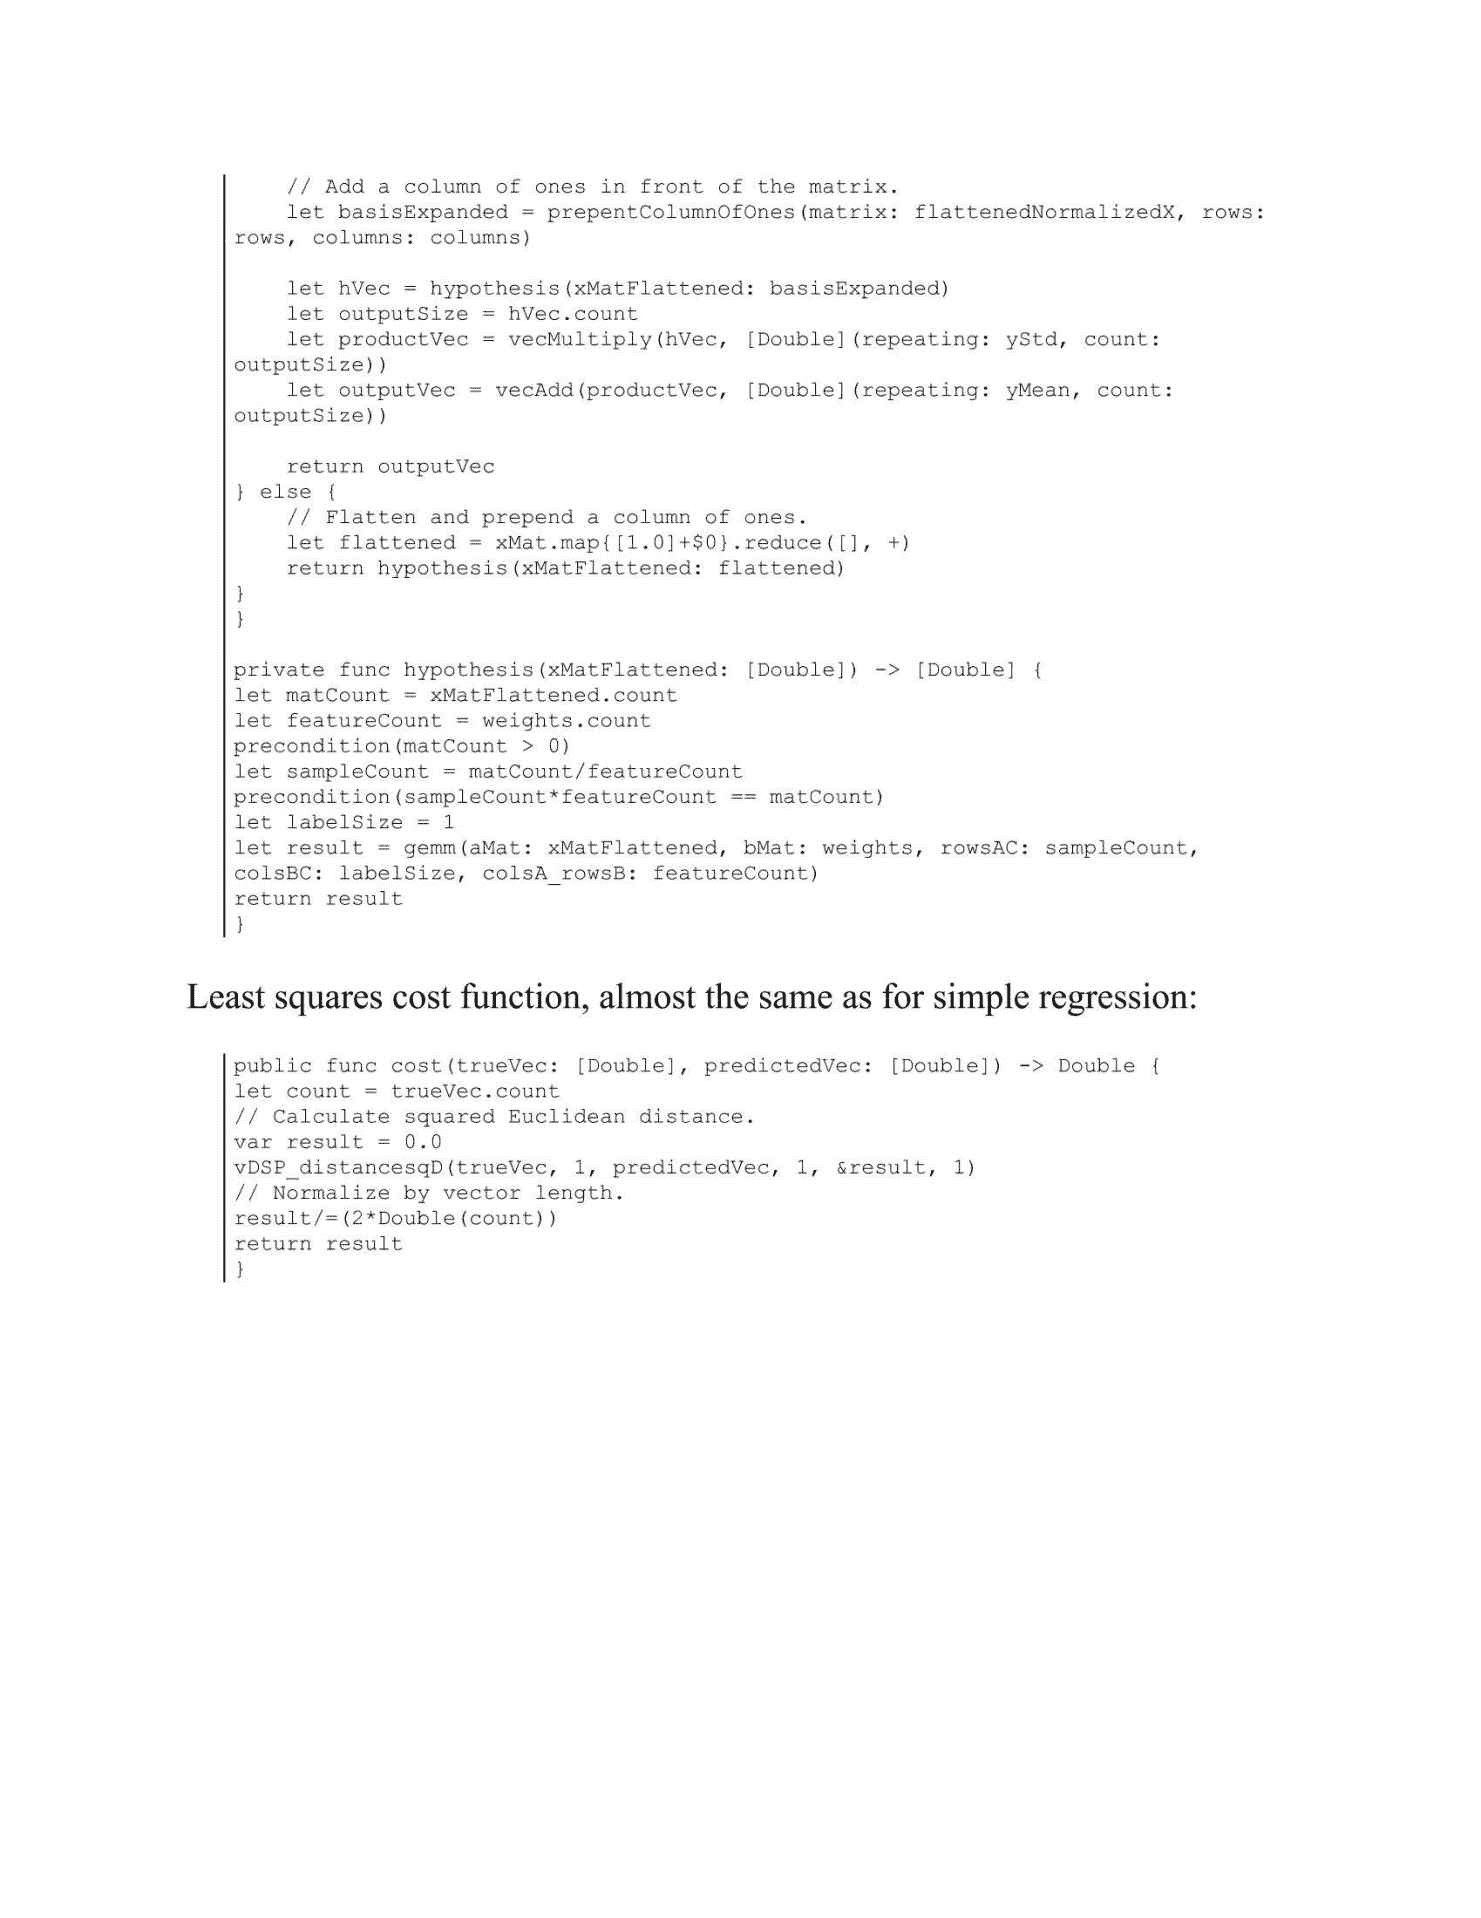 // Add a column of ones in front of the matrix.
let basisExpanded = prepentColumnOfOnes(matrix: flattenedNormalizedX, rows:
rows, columns: columns)
let hVec = hypothesis(xMatFlattened: basisExpanded)
let outputSize = hVec.count
let productVec = vecMultiply(hVec, [Double](repeating: yStd, count:
outputSize))
let outputVec = vecAdd(productVec, [Double](repeating: yMean, count:
outputSize))
return outputVec
} else {
// Flatten and prepend a column of ones.
let flattened = xMat.map{[1.0]+$0}.reduce([], +)
return hypothesis(xMatFlattened: flattened)
}
}
private func hypothesis(xMatFlattened: [Double]) -> [Double] {
let matCount = xMatFlattened.count
let featureCount = weights.count
precondition(matCount > 0)
let sampleCount = matCount/featureCount
precondition(sampleCount*featureCount == matCount)
let labelSize = 1
let result = gemm(aMat: xMatFlattened, bMat: weights, rowsAC: sampleCount,
colsBC: labelSize, colsA_rowsB: featureCount)
return result
}
Least squares cost function, almost the same as for simple regression:
public func cost(trueVec: [Double], predictedVec: [Double]) -> Double {
let count = trueVec.count
// Calculate squared Euclidean distance.
var result = 0.0
vDSP_distancesqD(trueVec, 1, predictedVec, 1, &result, 1)
// Normalize by vector length.
result/=(2*Double(count))
return result
}